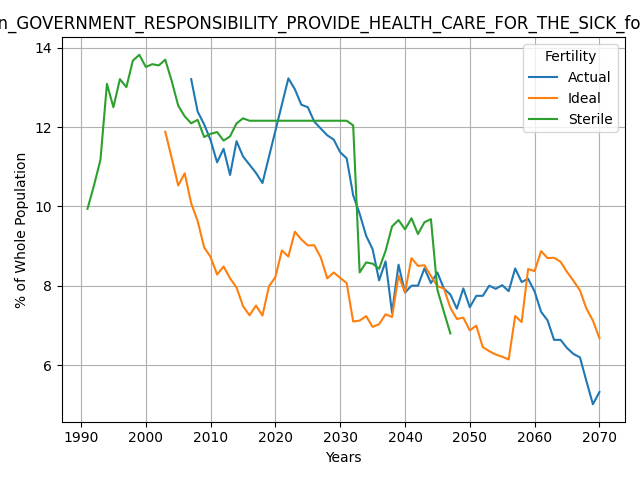 n_GOVERNMENT_RESPONSIBILITY_PROVIDE_HEALTH_CARE_FOR_THE_SICK_fo
Fertility
Actual
Ideal
Sterile
% of Whole Population
14
12
10
8
6
1990 2000 2010 2020 2030 2040 2050 2060 2070
Years